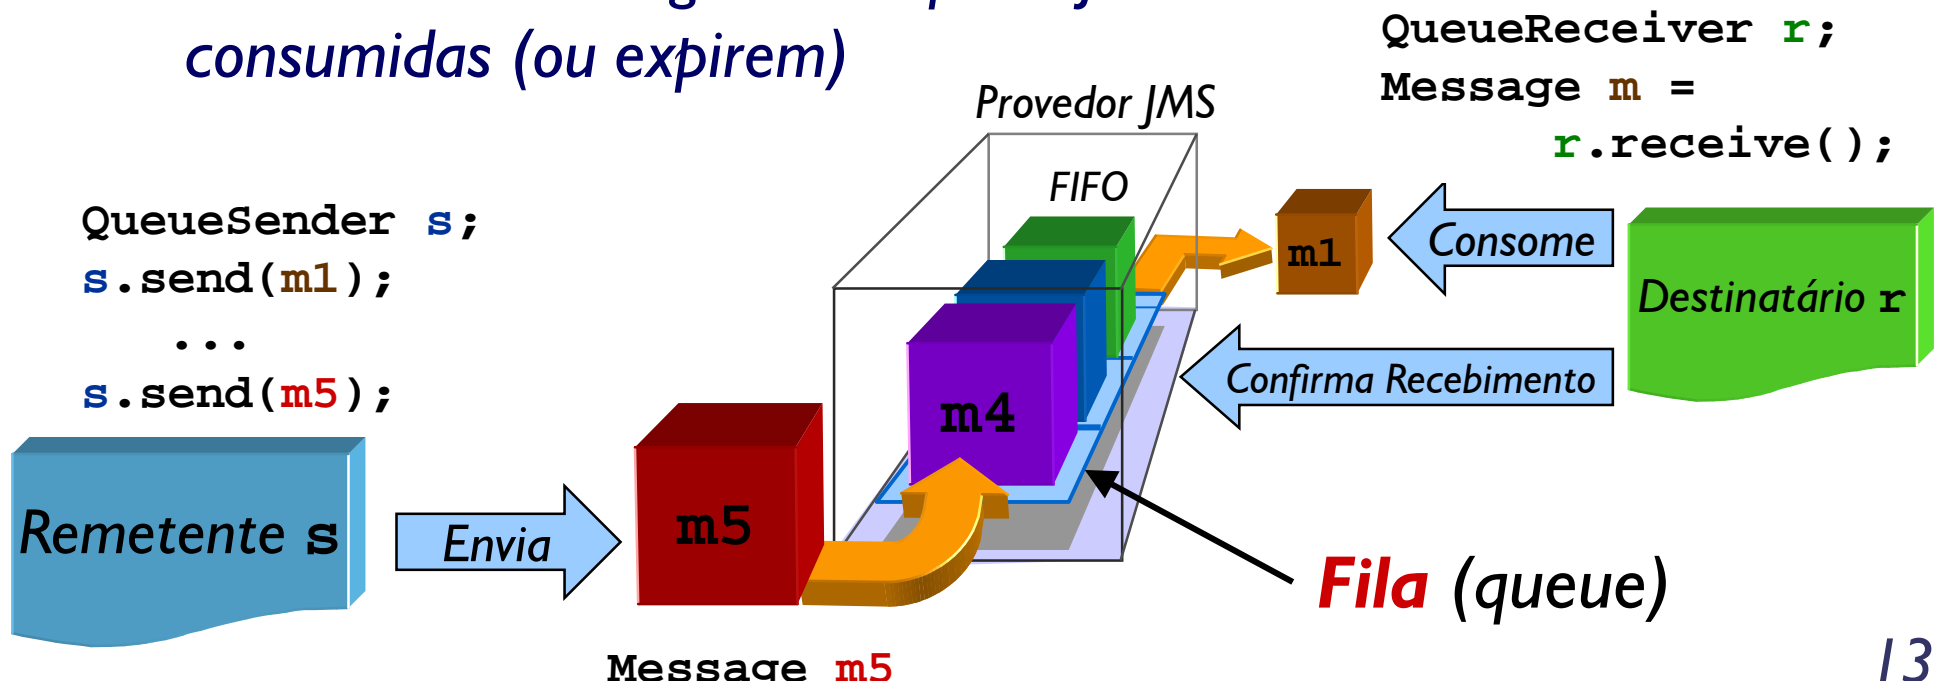 consumidas (ou expirem)
QueueReceiver r;
Message m =
r.receive();
Provedor JMS
FIFO
QueueSender s;
s.send(m1);
...
s.send(m5);
m1
Consome
Destinatário r
Confirma Recebimento
m4
m5
Remetente s
Envia
Fila (queue)
Message m5
13